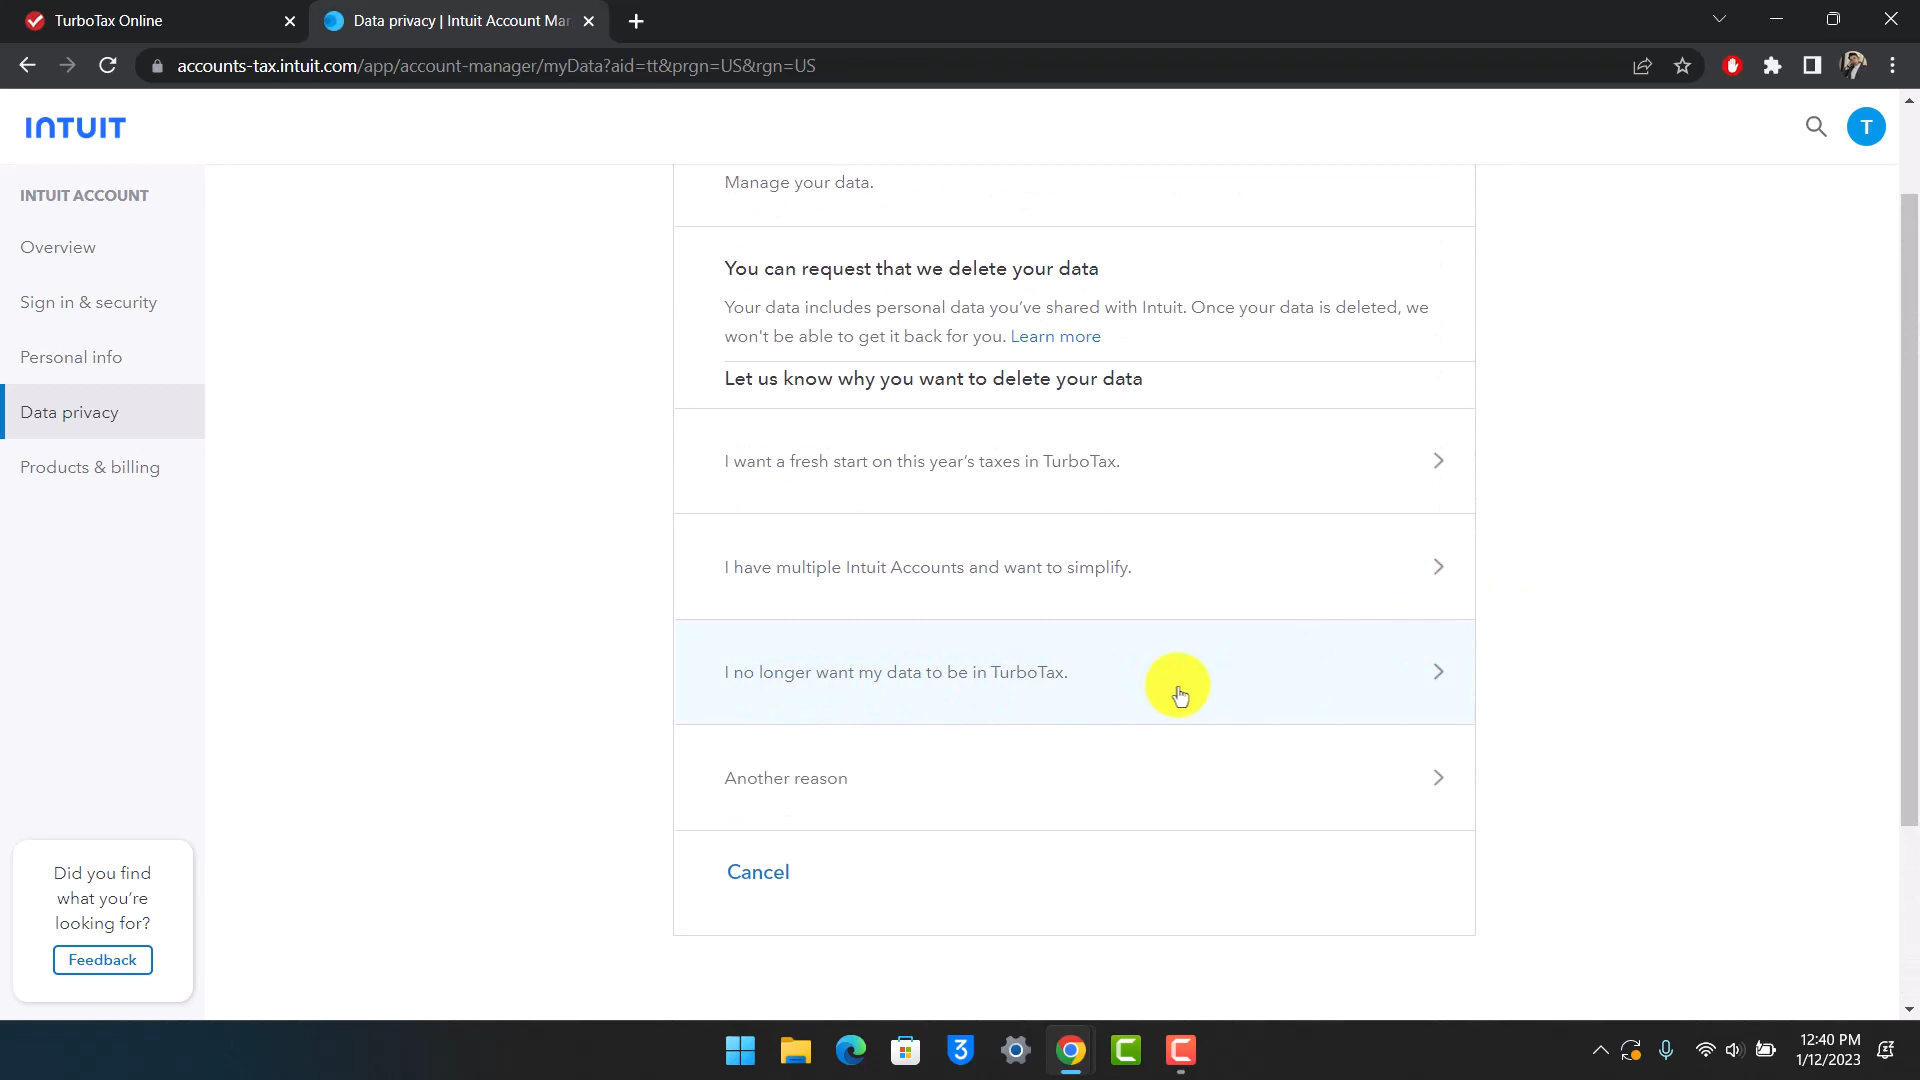 TurboTax Online
Data privacy | Intuit Account Man
accounts-tax.intuit.com/app/account-manager/myData?aid=tt&prgn=US&rgn=US
INTUIT
T
INTUIT ACCOUNT
Overview
Sign in & security
Personal info
Data privacy
Products & billing
Did you find
what you’re
looking for?
Feedback
Manage your data.
You can request that we delete your data
Your data includes personal data you’ve shared with Intuit. Once your data is deleted, we
won't be able to get it back for you. Learn more
Let us know why you want to delete your data
I want a fresh start on this year’s taxes in TurboTax.
I have multiple Intuit Accounts and want to simplify.
I no longer want my data to be in TurboTax.
Another reason
Cancel
3
12:40 PM
1/12/2023